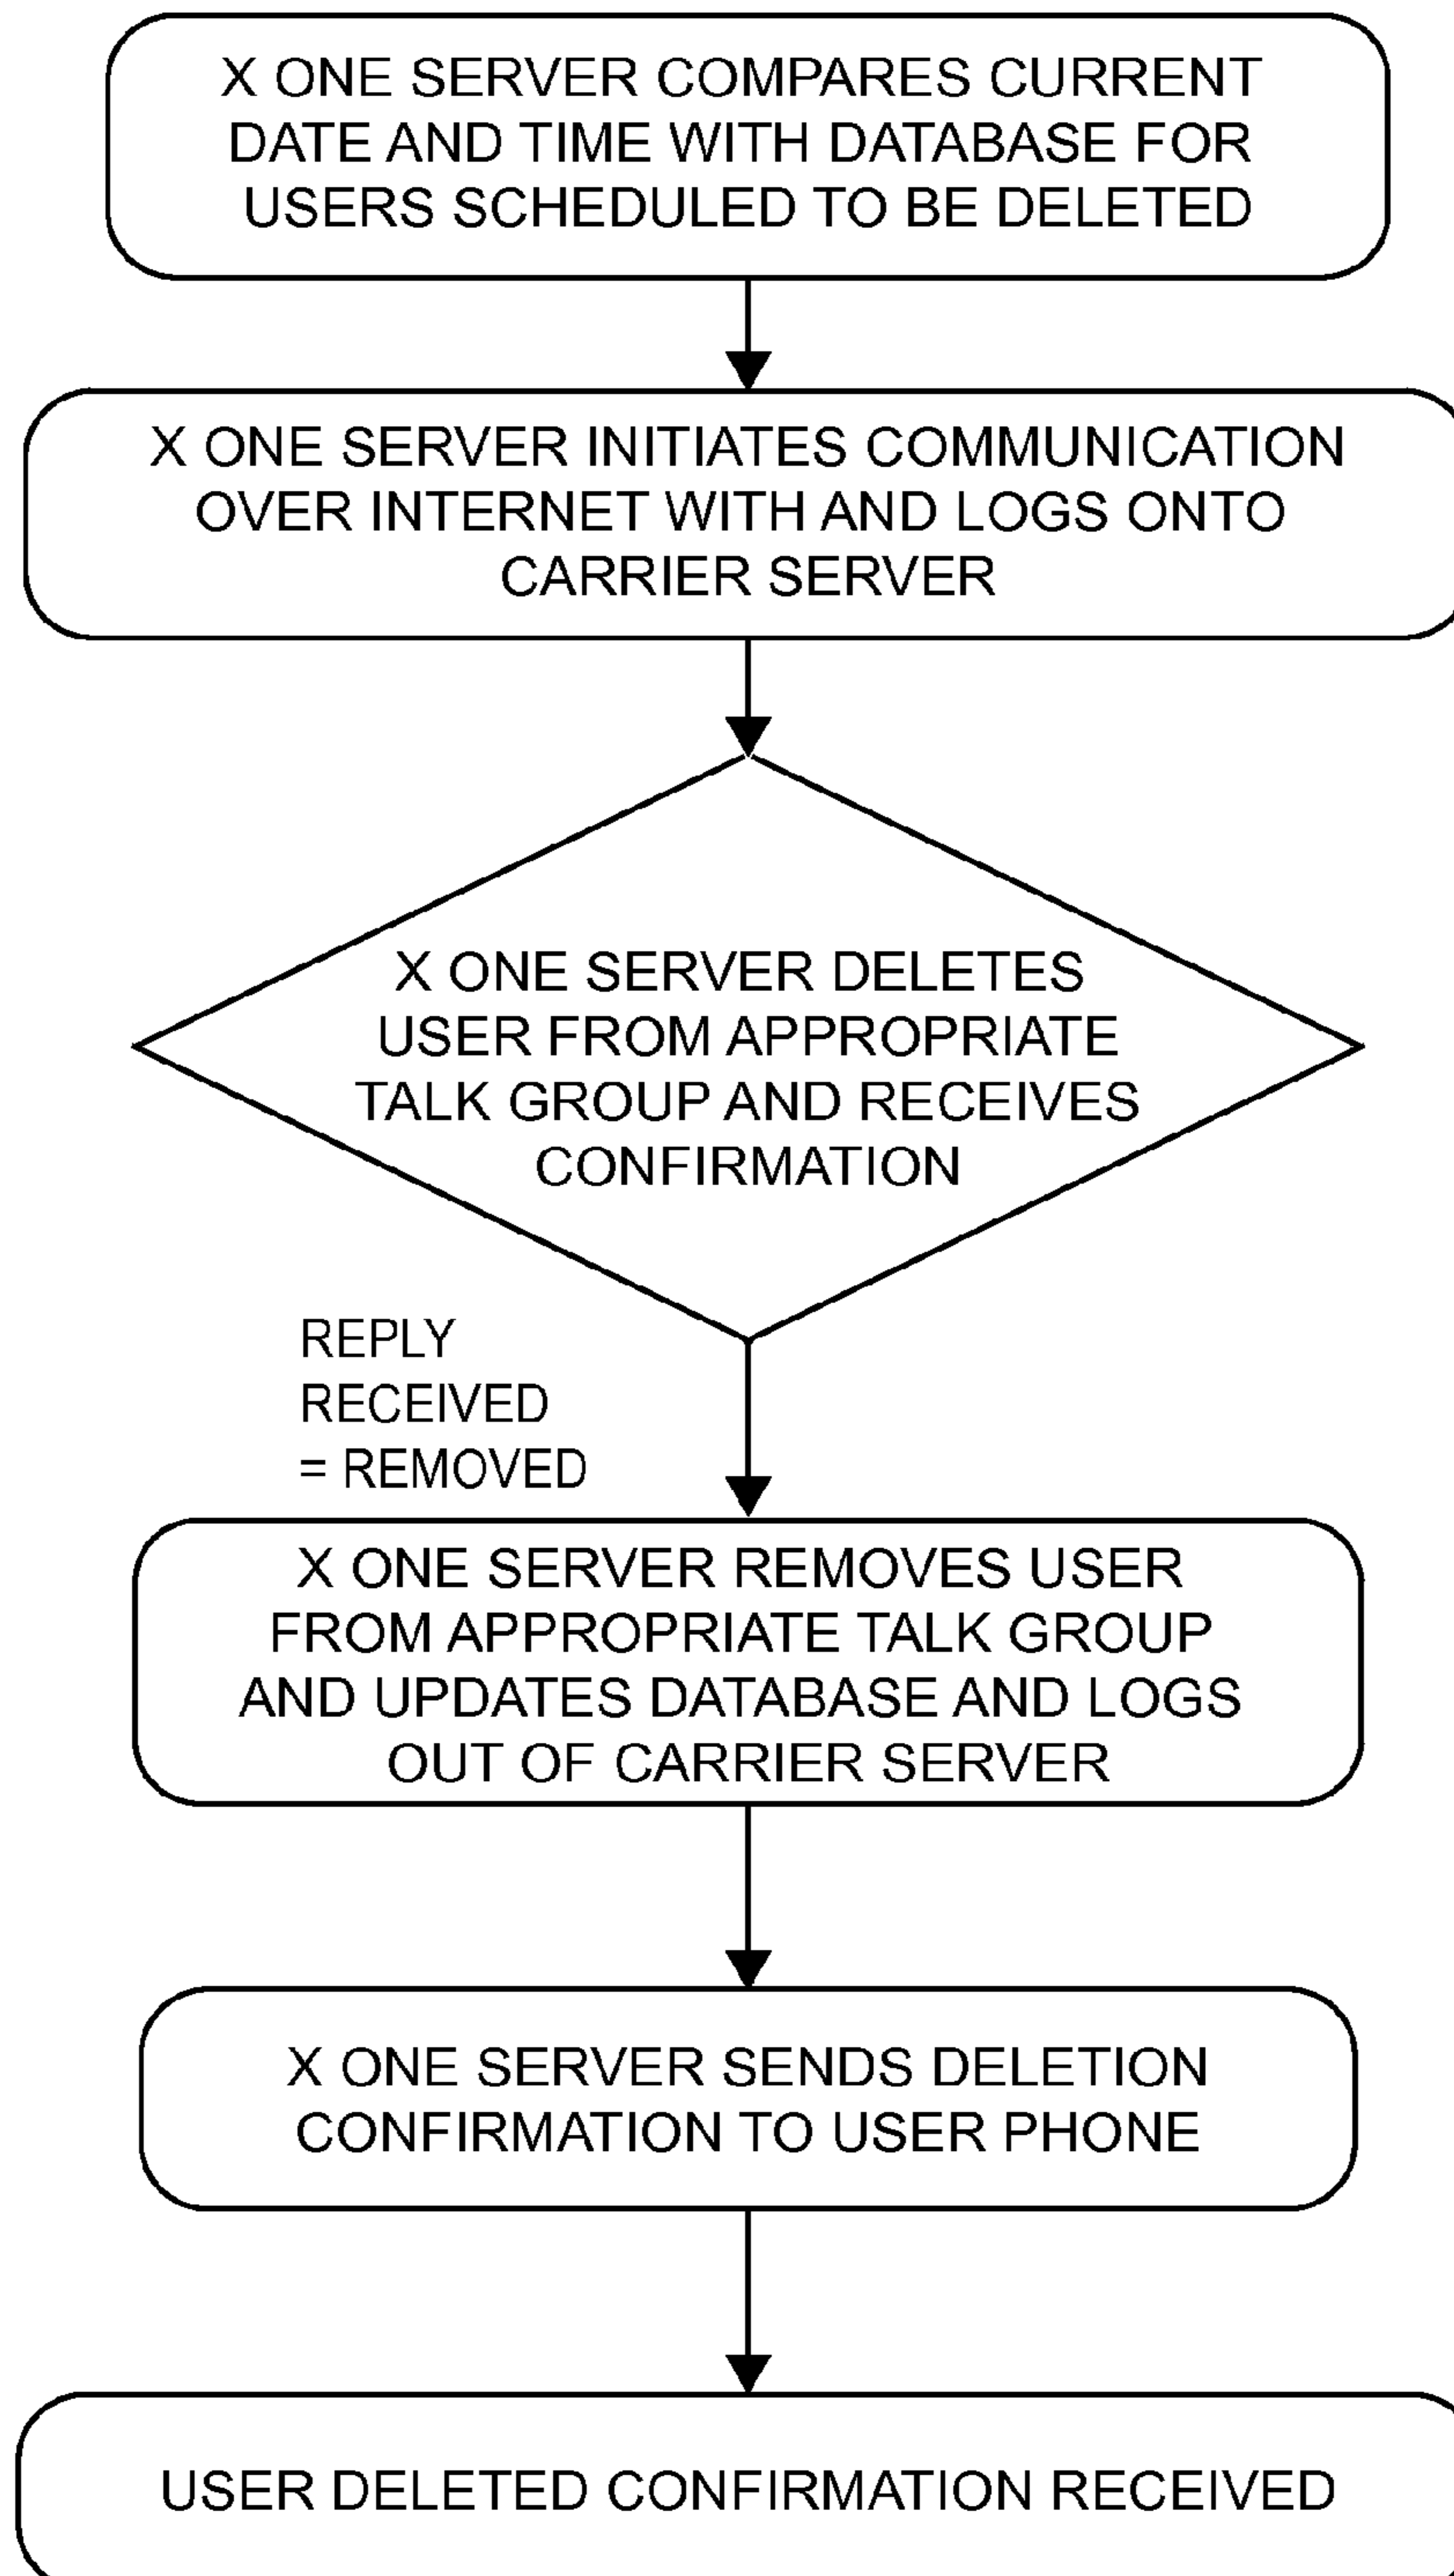 X ONE SERVER COMPARES CURRENT
DATE AND TIME WITH DATABASE FOR
USERS SCHEDULED TO BE DELETED
X ONE SERVER INITIATES COMMUNICATION
OVER INTERNET WITH AND LOGS ONTO
CARRIER SERVER
X ONE SERVER DELETES
USER FROM APPROPRIATE
TALK GROUP AND RECEIVES
CONFIRMATION
REPLY
RECEIVED
= REMOVED
X ONE SERVER REMOVES USER
FROM APPROPRIATE TALK GROUP
AND UPDATES DATABASE AND LOGS
OUT OF CARRIER SERVER
X ONE SERVER SENDS DELETION
CONFIRMATION TO USER PHONE
USER DELETED CONFIRMATION RECEIVED